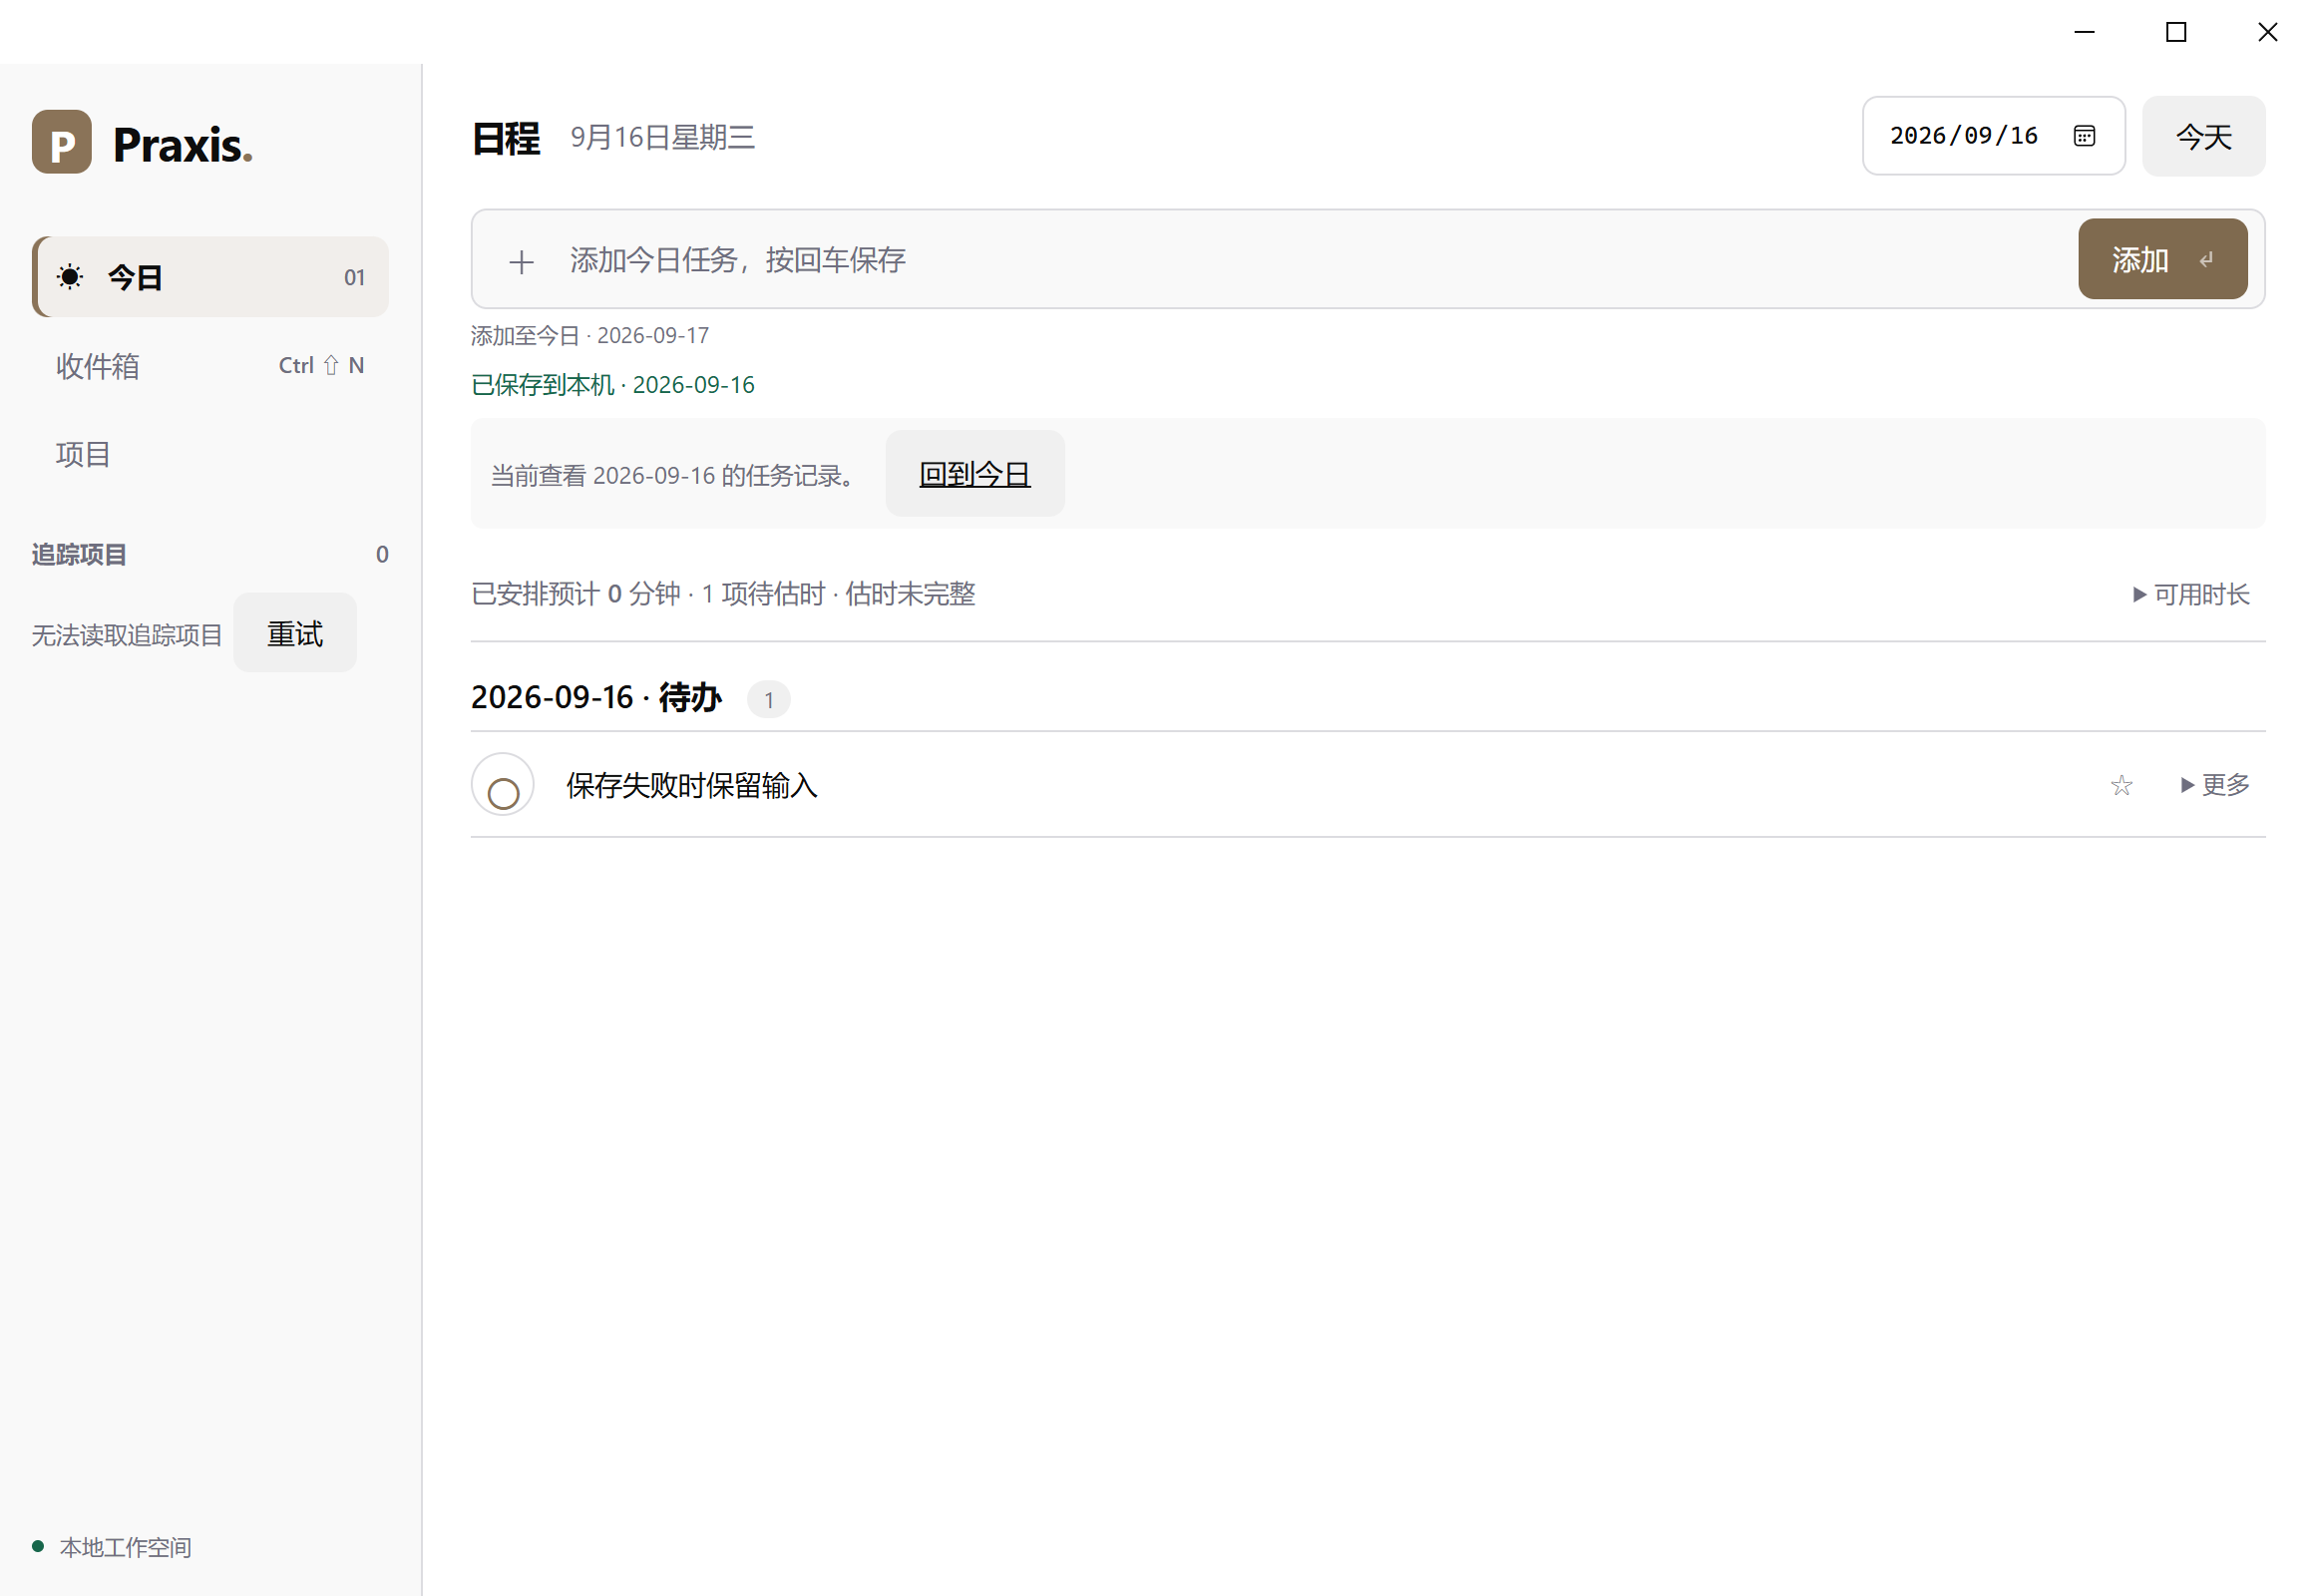 P Praxis.
今日 01
收件箱 Ctrl ⇧ N
项目
追踪项目 0
无法读取追踪项目 重试
本地工作空间
日程 9月16日星期三 2026/09/16 今天
+ 添加今日任务，按回车保存 添加 ↵
添加至今日 · 2026-09-17
已保存到本机 · 2026-09-16
当前查看 2026-09-16 的任务记录。 回到今日
已安排预计 0 分钟 · 1 项待估时 · 估时未完整 ▶ 可用时长
2026-09-16 · 待办 1
保存失败时保留输入 ☆ ▶ 更多